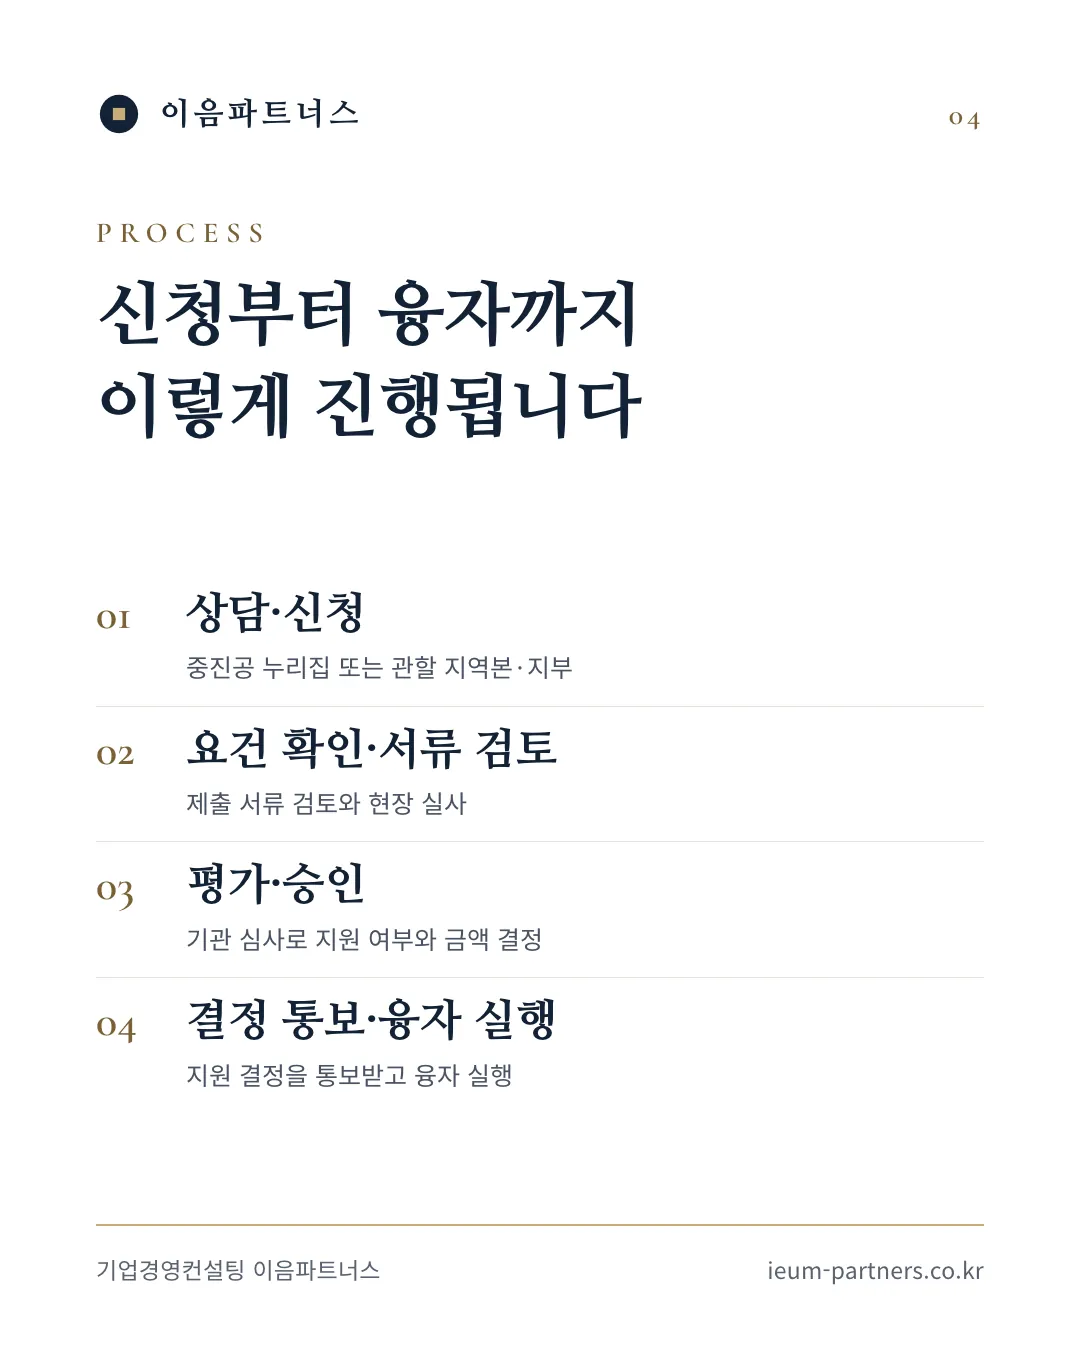 이음파트너스
04
PROCESS
신청부터 융자까지
이렇게 진행됩니다
01
상담·신청
중진공 누리집 또는 관할 지역본·지부
02
요건 확인·서류 검토
제출 서류 검토와 현장 실사
03
평가·승인
기관 심사로 지원 여부와 금액 결정
04
결정 통보·융자 실행
지원 결정을 통보받고 융자 실행
기업경영컨설팅 이음파트너스
ieum-partners.co.kr